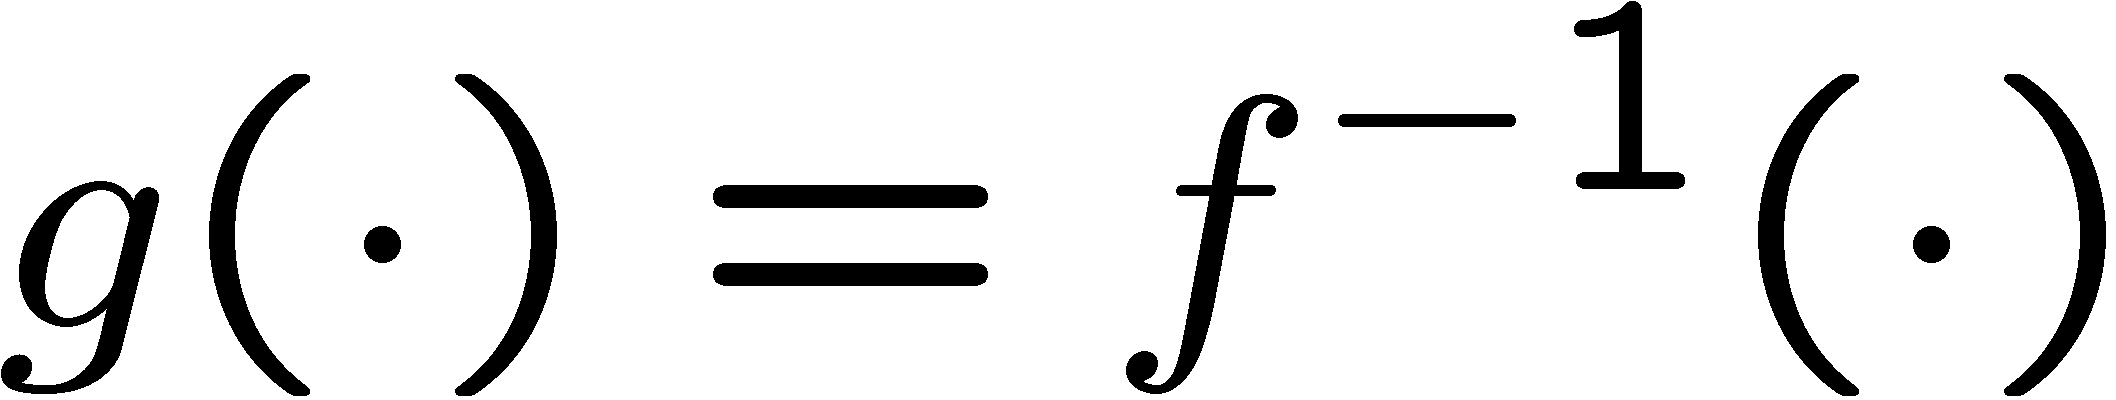 g(·) = f⁻¹(·)